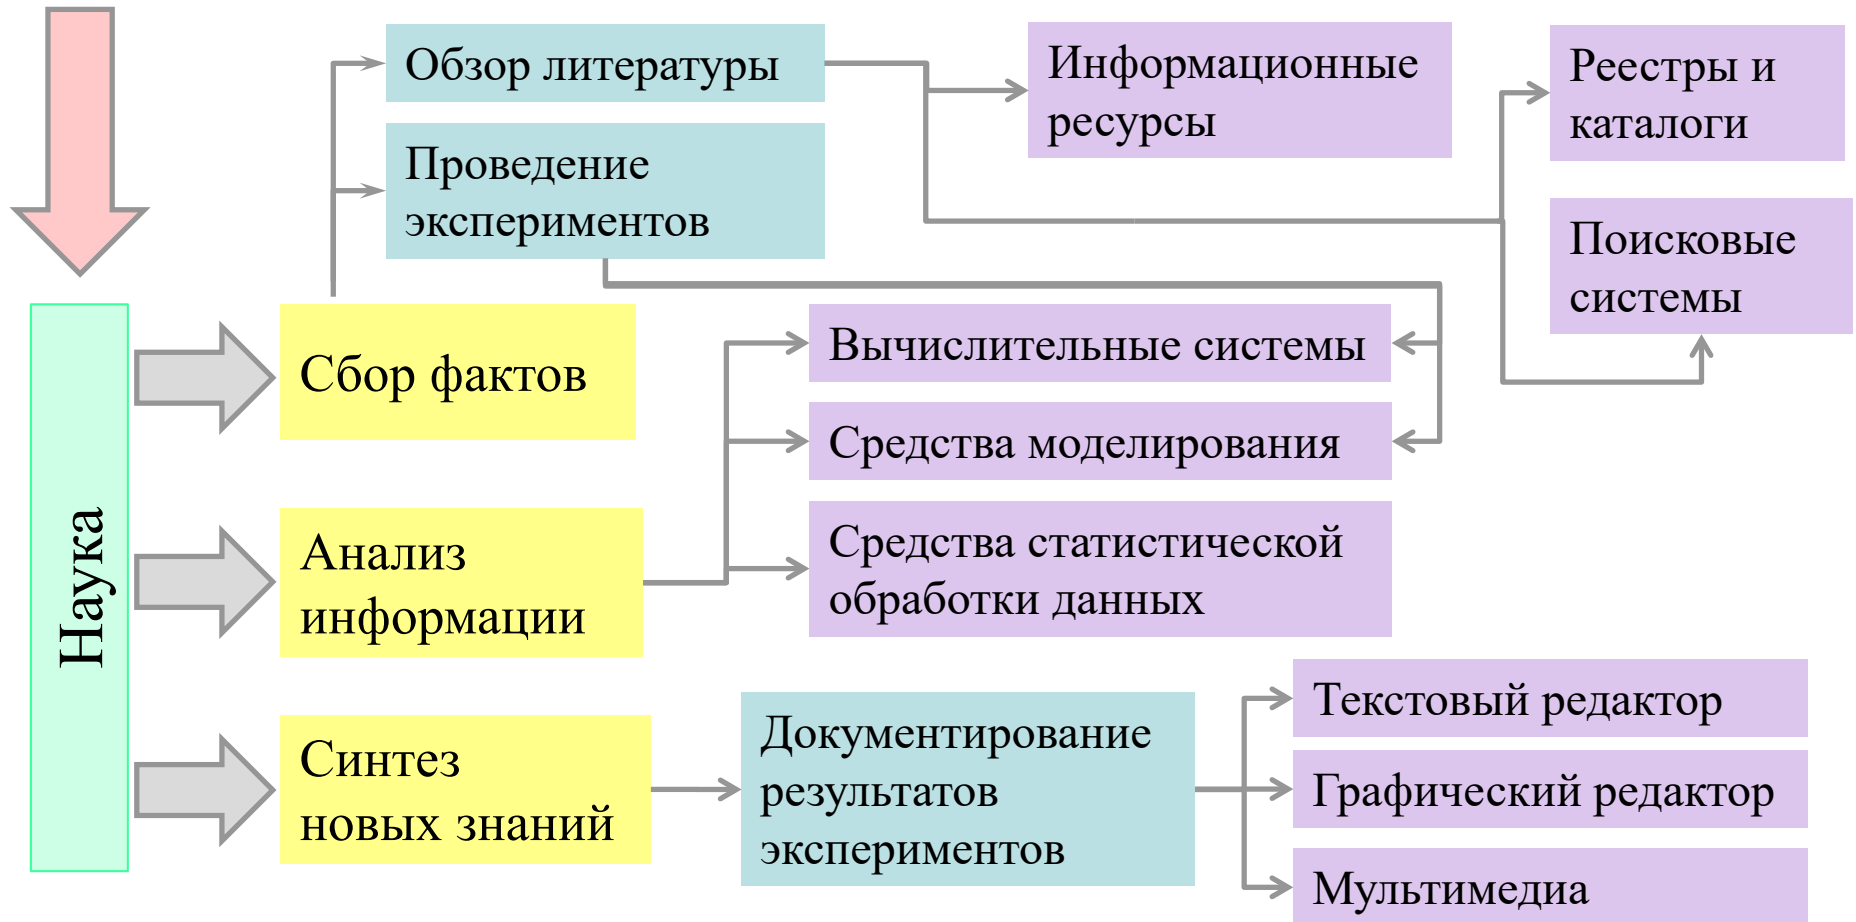 Обзор литературы
Информационные
ресурсы
Реестры и
каталоги
Проведение
экспериментов
Поисковые
системы
Наука
Сбор фактов
Вычислительные системы
Средства моделирования
Анализ
информации
Средства статистической
обработки данных
Синтез
новых знаний
Документирование
результатов
экспериментов
Текстовый редактор
Графический редактор
Мультимедиа